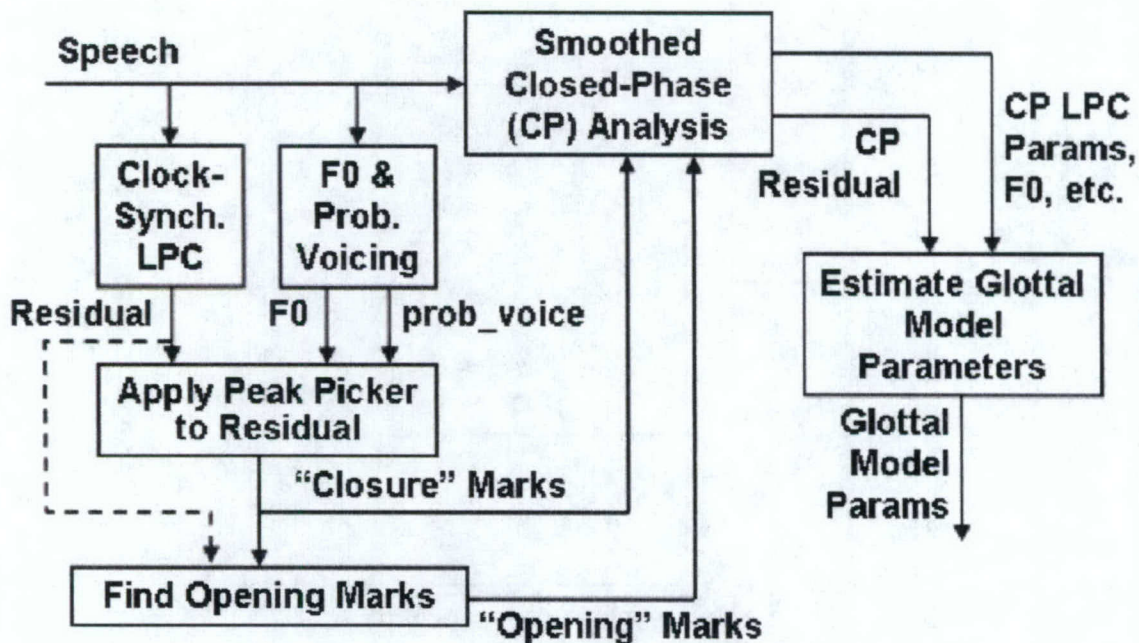 Speech
Smoothed
Closed-Phase
(CP) Analysis
Clock-
Synch.
LPC
F0 &
Prob.
Voicing
CP
Residual
CP LPC
Params,
F0, etc.
Residual
F0
prob_voice
Estimate Glottal
Model
Parameters
Apply Peak Picker
to Residual
Glottal
Model
Params
“Closure” Marks
Find Opening Marks
“Opening” Marks